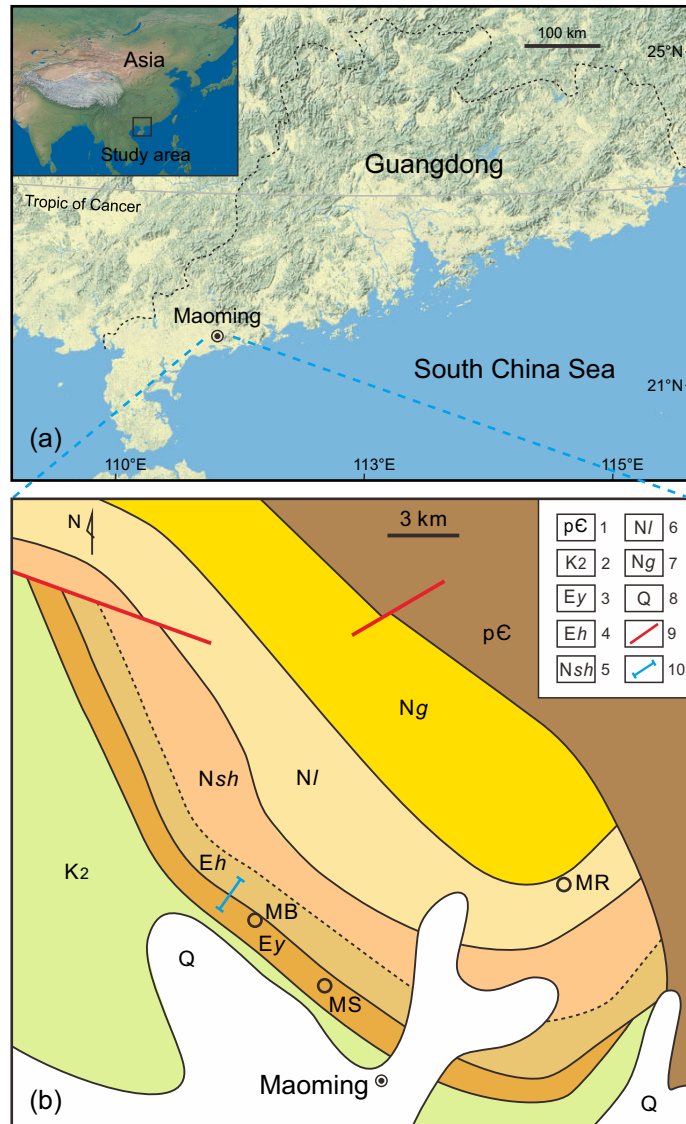 Asia
Study area
100 km
25°N
Guangdong
Tropic of Cancer
Maoming
South China Sea
21°N
(a)
110°E
113°E
115°E
N
3 km
pЄ 1
K2 2
Ey 3
Eh 4
Nsh 5
Nl 6
Ng 7
Q 8
9
10
pЄ
Ng
Nsh
Nl
Eh
K2
MR
MB
Ey
Q
MS
Maoming
(b)
Q